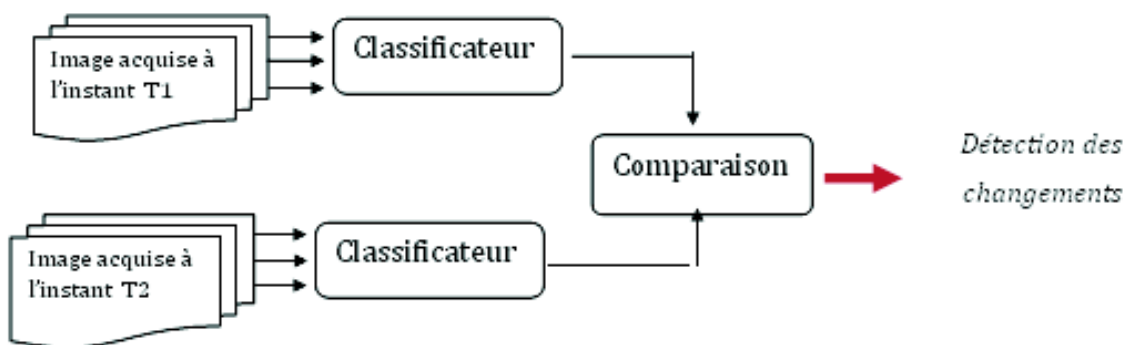 Image acquise à
l'instant T1
Classificateur
Comparaison
Détection des
changements
Image acquise à
l'instant T2
Classificateur